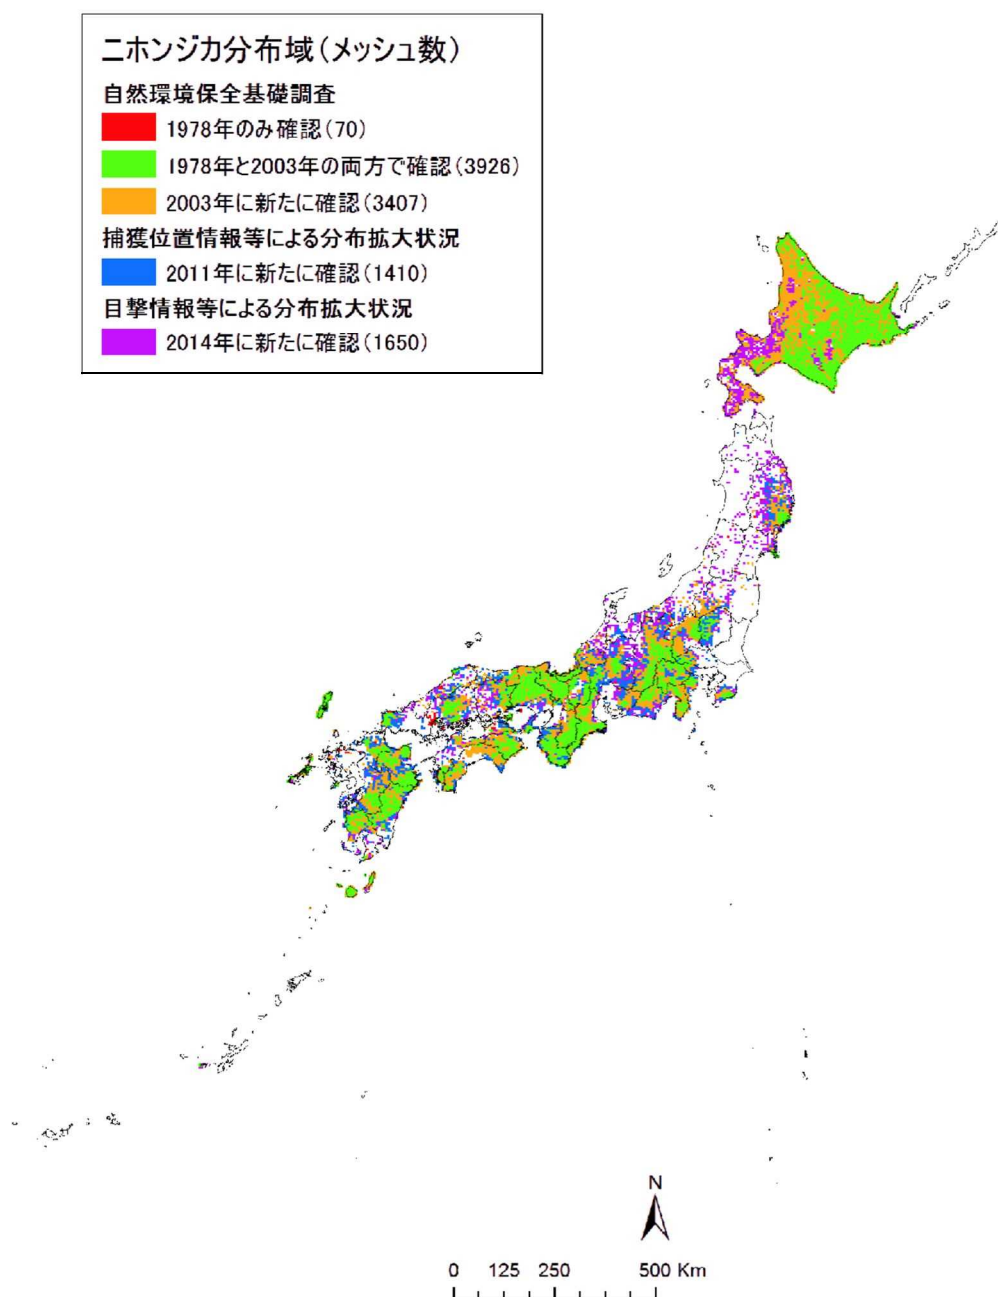 ニホンジカ分布域(メッシュ数)
自然環境保全基礎調査
1978年のみ確認(70)
1978年と2003年の両方で確認(3926)
2003年に新たに確認(3407)
捕獲位置情報等による分布拡大状況
2011年に新たに確認(1410)
目撃情報等による分布拡大状況
2014年に新たに確認(1650)
N
0 125 250 500 Km